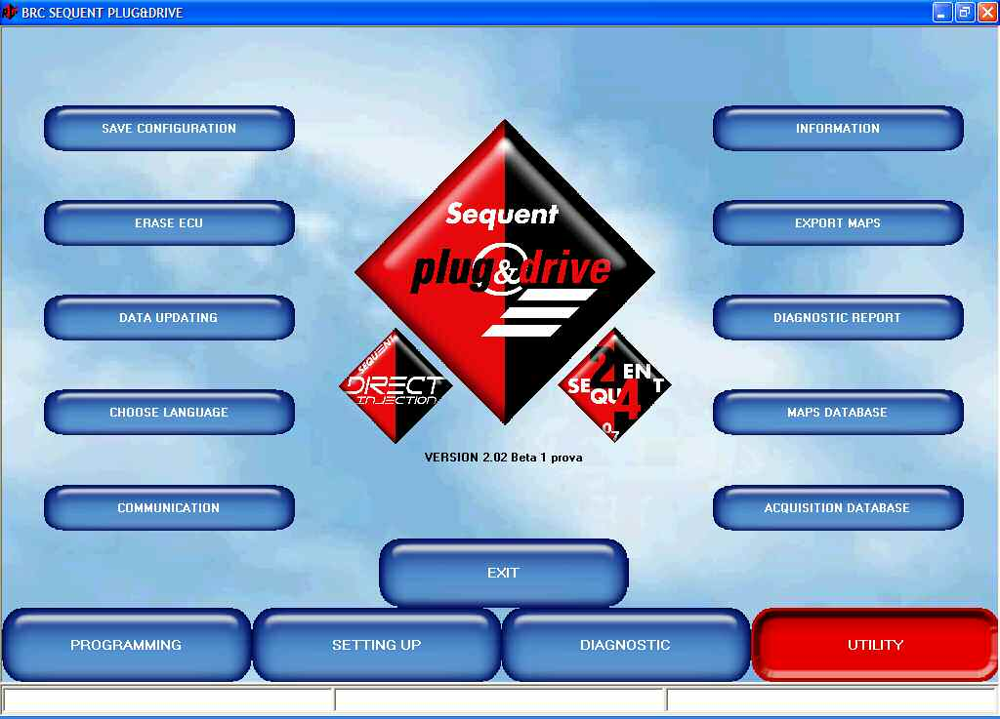 BRC SEQUENT PLUG&DRIVE
SAVE CONFIGURATION
INFORMATION
ERASE ECU
EXPORT MAPS
Sequent
plug&drive
DATA UPDATING
DIAGNOSTIC REPORT
SEQUENT
DIRECT
INJECTION
SEQUENT
24
07
CHOOSE LANGUAGE
MAPS DATABASE
VERSION 2.02 Beta 1 prova
COMMUNICATION
ACQUISITION DATABASE
EXIT
PROGRAMMING
SETTING UP
DIAGNOSTIC
UTILITY